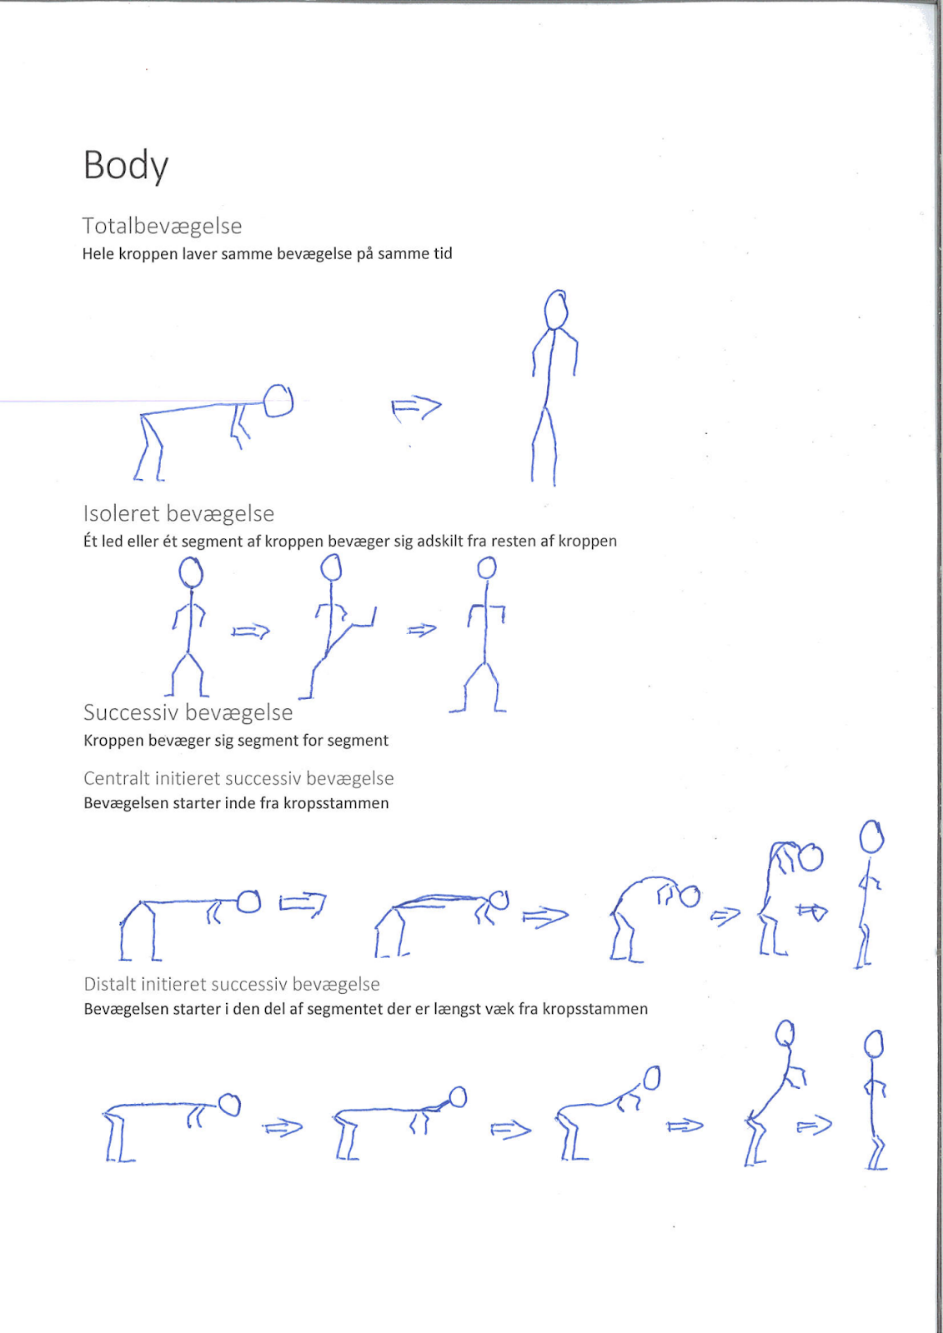 Body
Totalbevægelse
Hele kroppen laver samme bevægelse på samme tid
Isoleret bevægelse
Ét led eller ét segment af kroppen bevæger sig adskilt fra resten af kroppen
Successiv bevægelse
Kroppen bevæger sig segment for segment
Centralt initieret successiv bevægelse
Bevægelsen starter inde fra kropsstammen
Distalt initieret successiv bevægelse
Bevægelsen starter i den del af segmentet der er længst væk fra kropsstammen